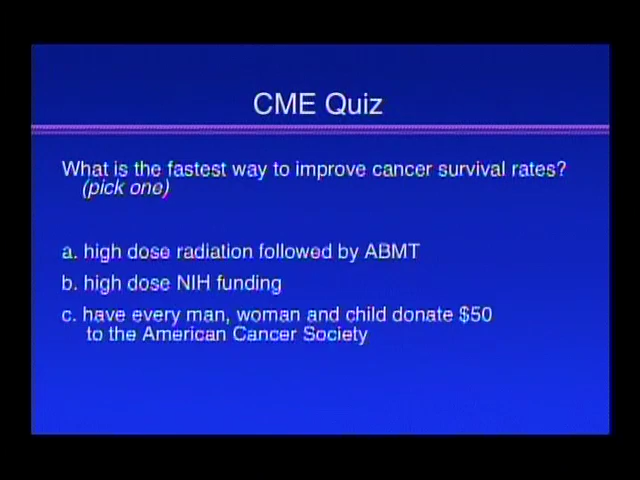 CME Quiz
What is the fastest way to improve cancer survival rates?
(pick one)
a. high dose radiation followed by ABMT
b. high dose NIH funding
c. have every man, woman and child donate $50
to the American Cancer Society